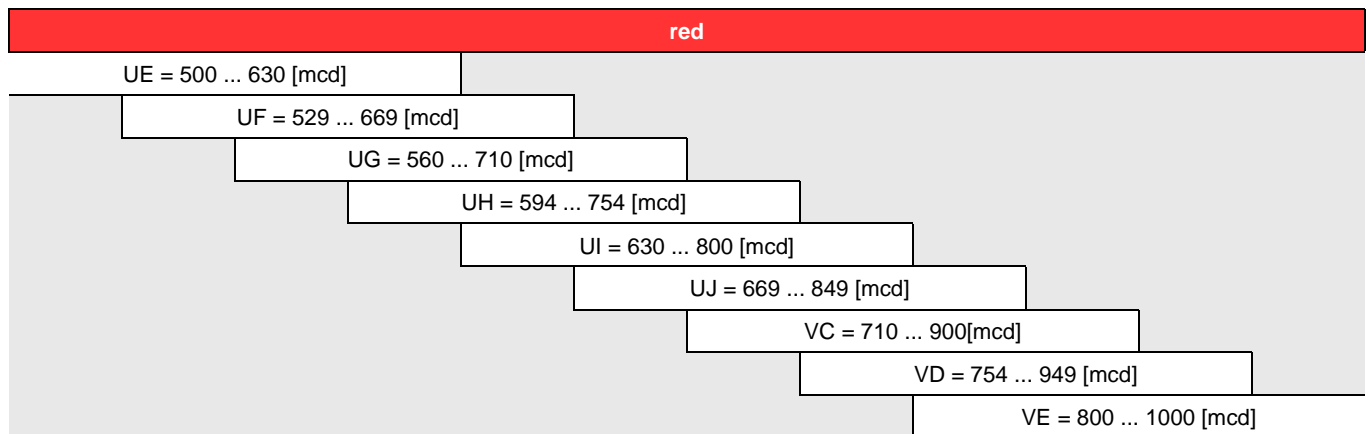 red
UE = 500 ... 630 [mcd]
UF = 529 ... 669 [mcd]
UG = 560 ... 710 [mcd]
UH = 594 ... 754 [mcd]
UI = 630 ... 800 [mcd]
UJ = 669 ... 849 [mcd]
VC = 710 ... 900[mcd]
VD = 754 ... 949 [mcd]
VE = 800 ... 1000 [mcd]